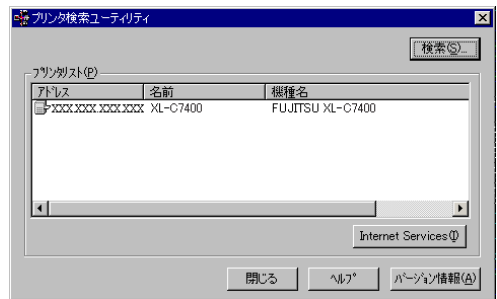 プリンタ検索ユーティリティ
検索(S)...
プリンタリスト(P)
アドレス 名前 機種名
XXX.XXX.XXX.XXX XL-C7400 FUJITSU XL-C7400
Internet Services(I)
閉じる ヘルプ バージョン情報(A)